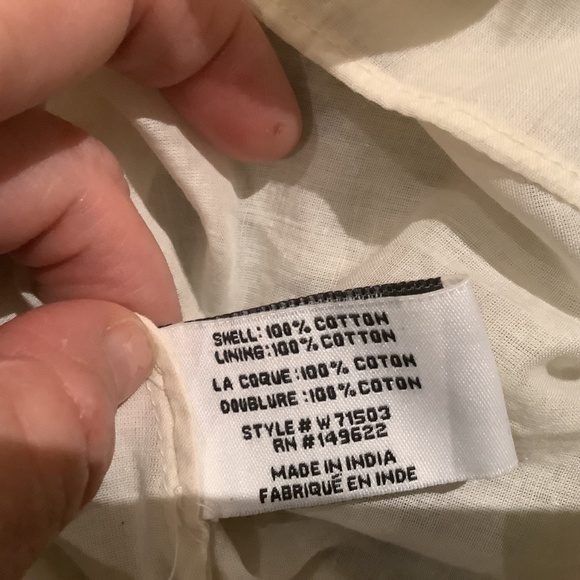 SHELL: 100% COTTON
LINING: 100% COTTON
LA COQUE: 100% COTON
DOUBLURE: 100% COTON
STYLE# W71503
RN #149622
MADE IN INDIA
FABRIQUÉ EN INDE